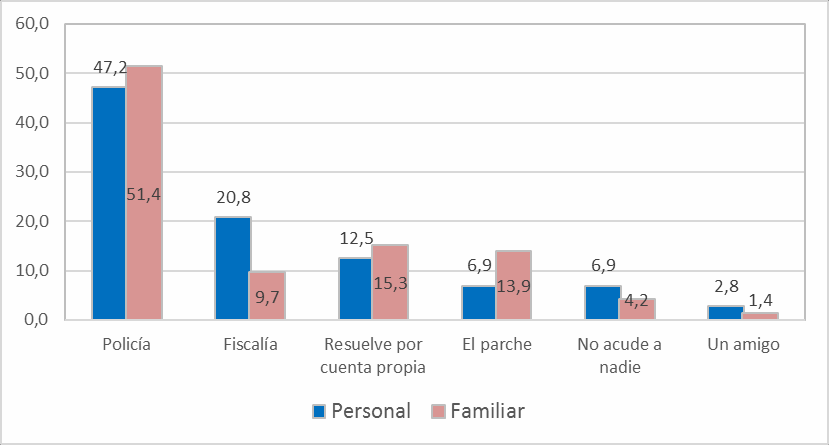 60,0
50,0
40,0
30,0
20,0
10,0
0,0
47,2
51,4
20,8
9,7
12,5
15,3
6,9
13,9
6,9
4,2
2,8
1,4
Policía
Fiscalía
Resuelve por
cuenta propia
El parche
No acude a
nadie
Un amigo
Personal
Familiar